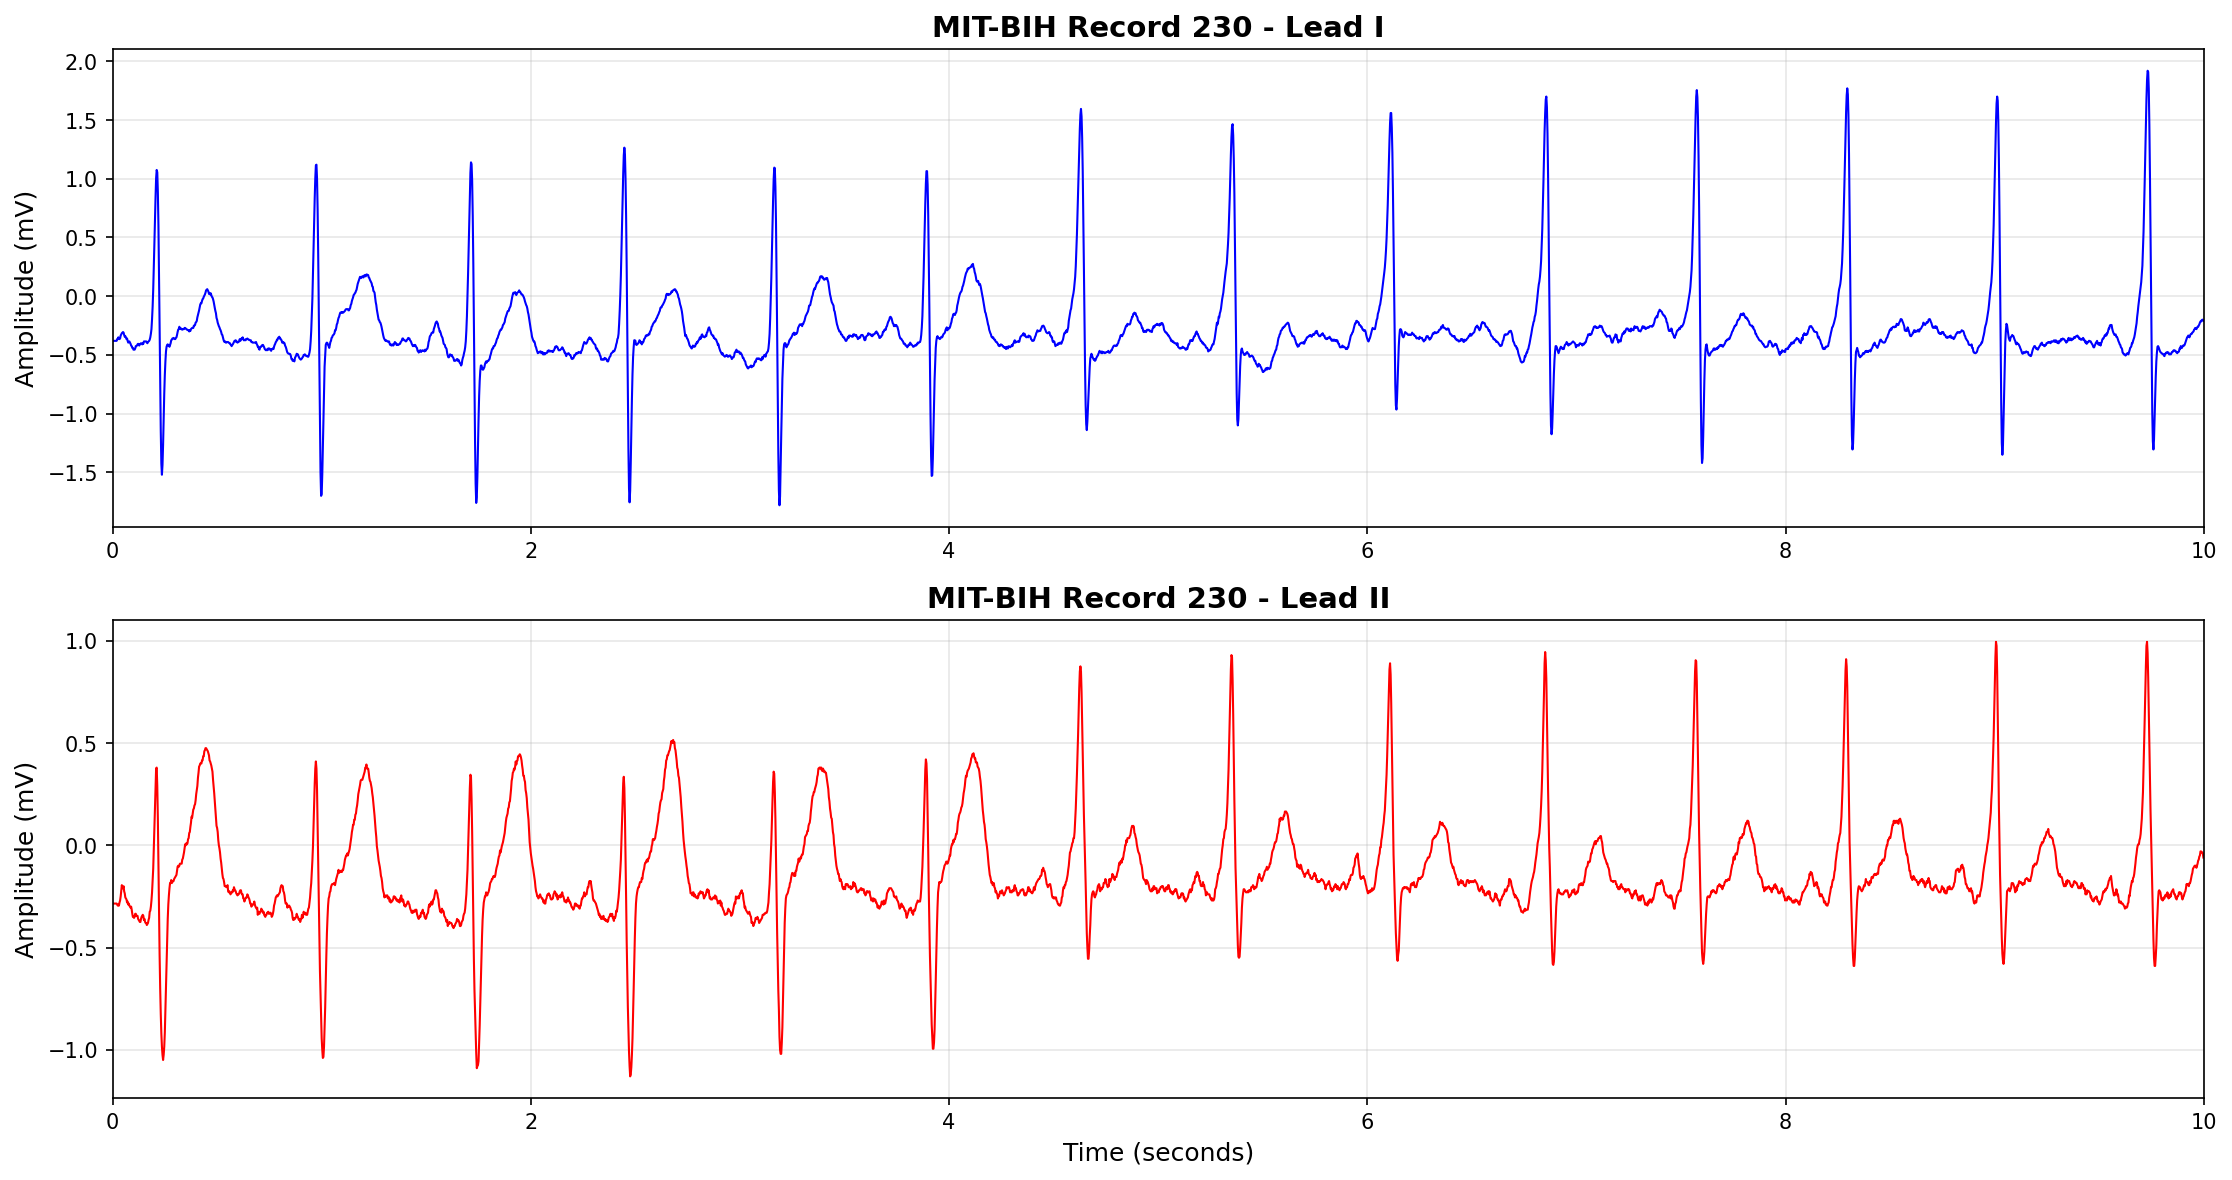 MIT-BIH Record 230 - Lead I
Amplitude (mV)
2.0
1.5
1.0
0.5
0.0
−0.5
−1.0
−1.5
0 2 4 6 8 10
MIT-BIH Record 230 - Lead II
Amplitude (mV)
1.0
0.5
0.0
−0.5
−1.0
0 2 4 6 8 10
Time (seconds)